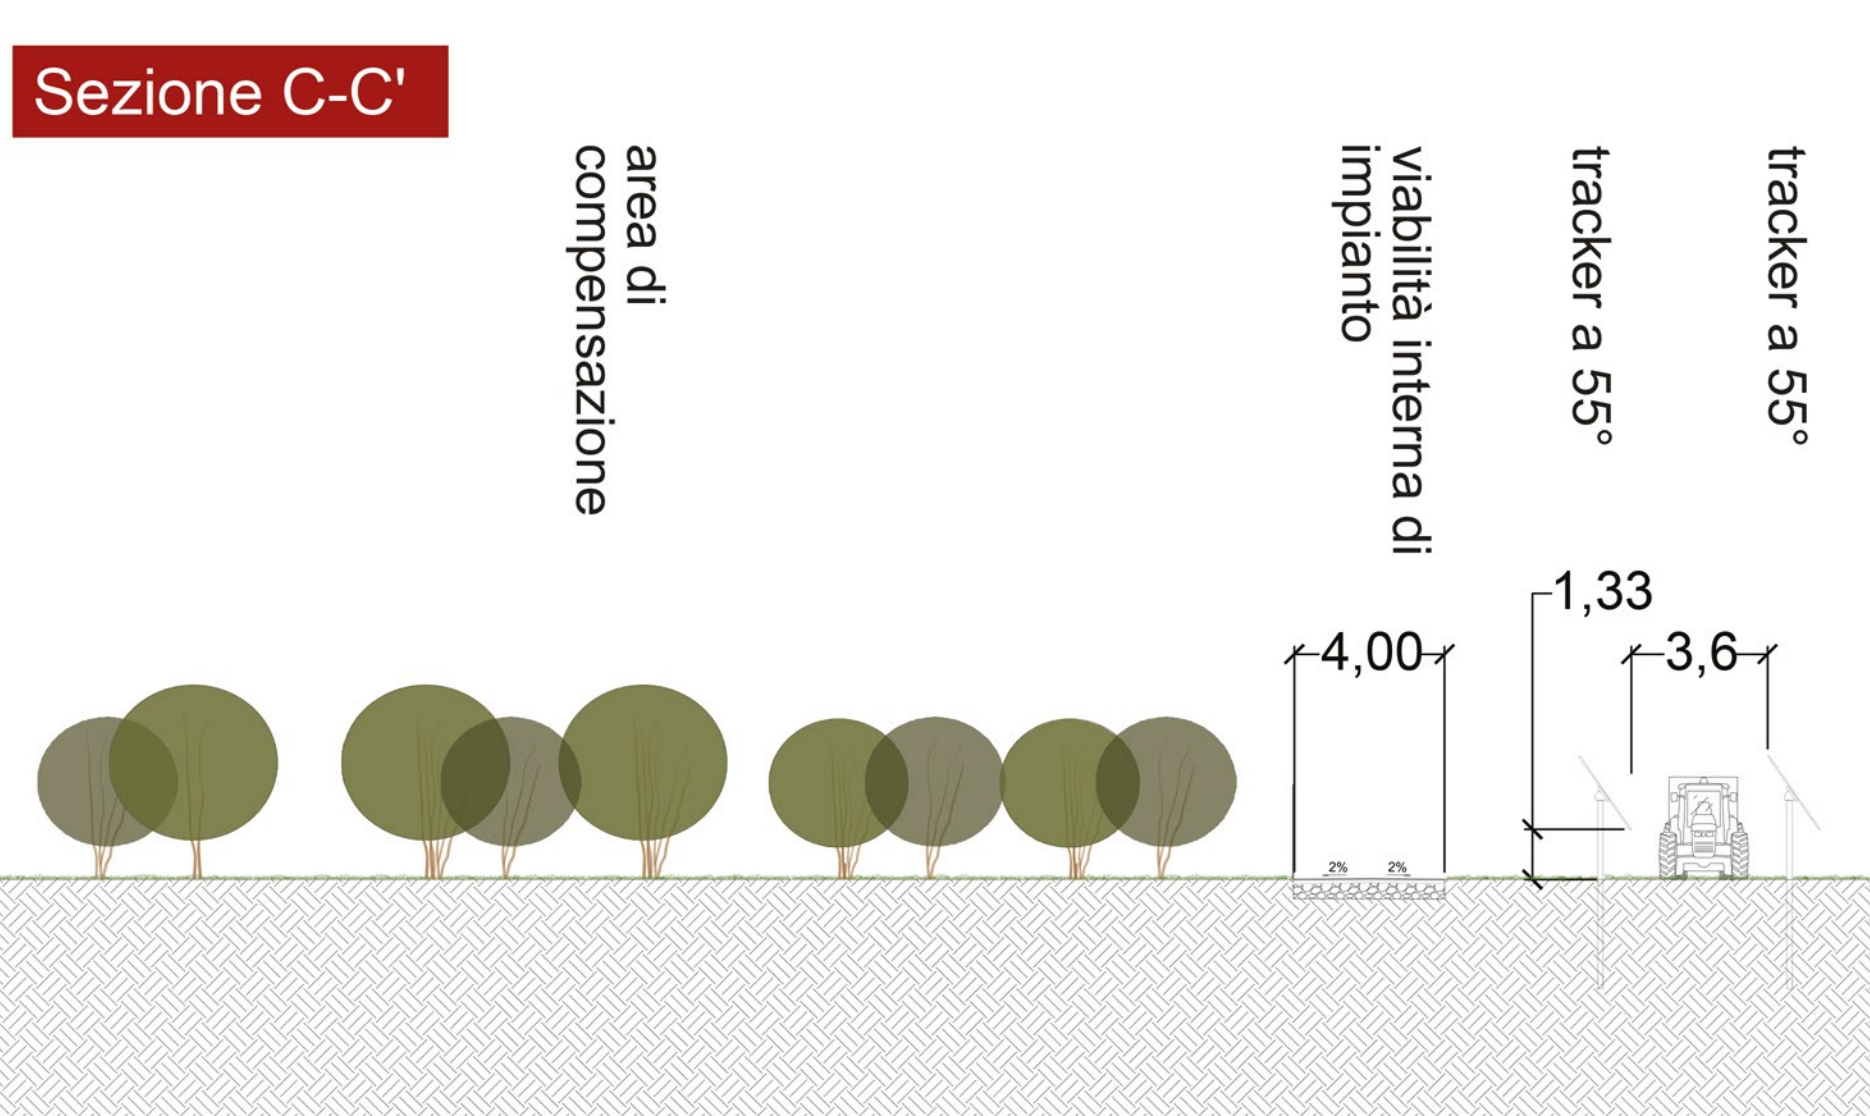 Sezione C-C'
area di
compensazione
viabilità interna di
impianto
tracker a 55°
tracker a 55°
1,33
4,00
3,6
2%
2%